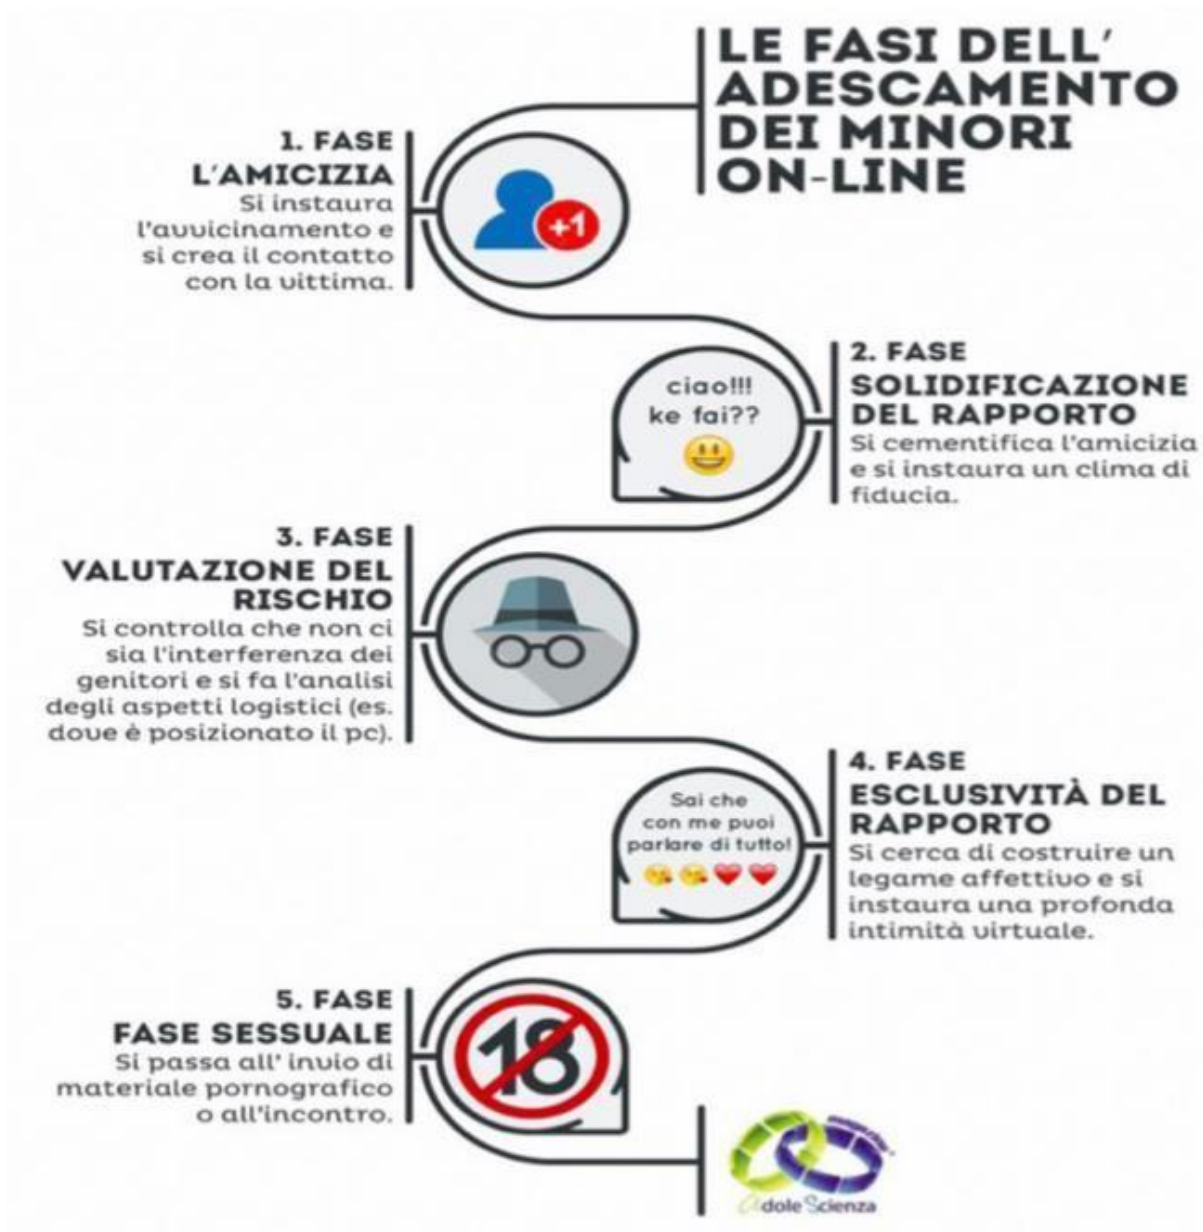 LE FASI DELL'
ADESCAMENTO
DEI MINORI
ON-LINE
1. FASE
L'AMICIZIA
Si instaura
l'avvicinamento e
si crea il contatto
con la vittima.
+1
2. FASE
SOLIDIFICAZIONE
DEL RAPPORTO
Si cementifica l'amicizia
e si instaura un clima di
fiducia.
ciao!!!
ke fai??
3. FASE
VALUTAZIONE DEL
RISCHIO
Si controlla che non ci
sia l'interferenza dei
genitori e si fa l'analisi
degli aspetti logistici (es.
dove è posizionato il pc).
4. FASE
ESCLUSIVITÀ DEL
RAPPORTO
Si cerca di costruire un
legame affettivo e si
instaura una profonda
intimità virtuale.
Sai che
con me puoi
parlare di tutto!
5. FASE
FASE SESSUALE
Si passa all' invio di
materiale pornografico
o all'incontro.
18
AdoleScienza